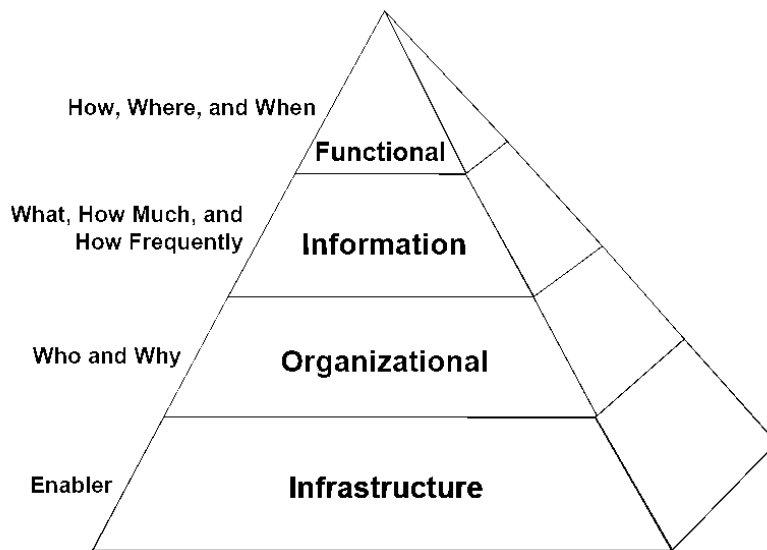 How, Where, and When
Functional
What, How Much, and
How Frequently
Information
Who and Why
Organizational
Enabler
Infrastructure